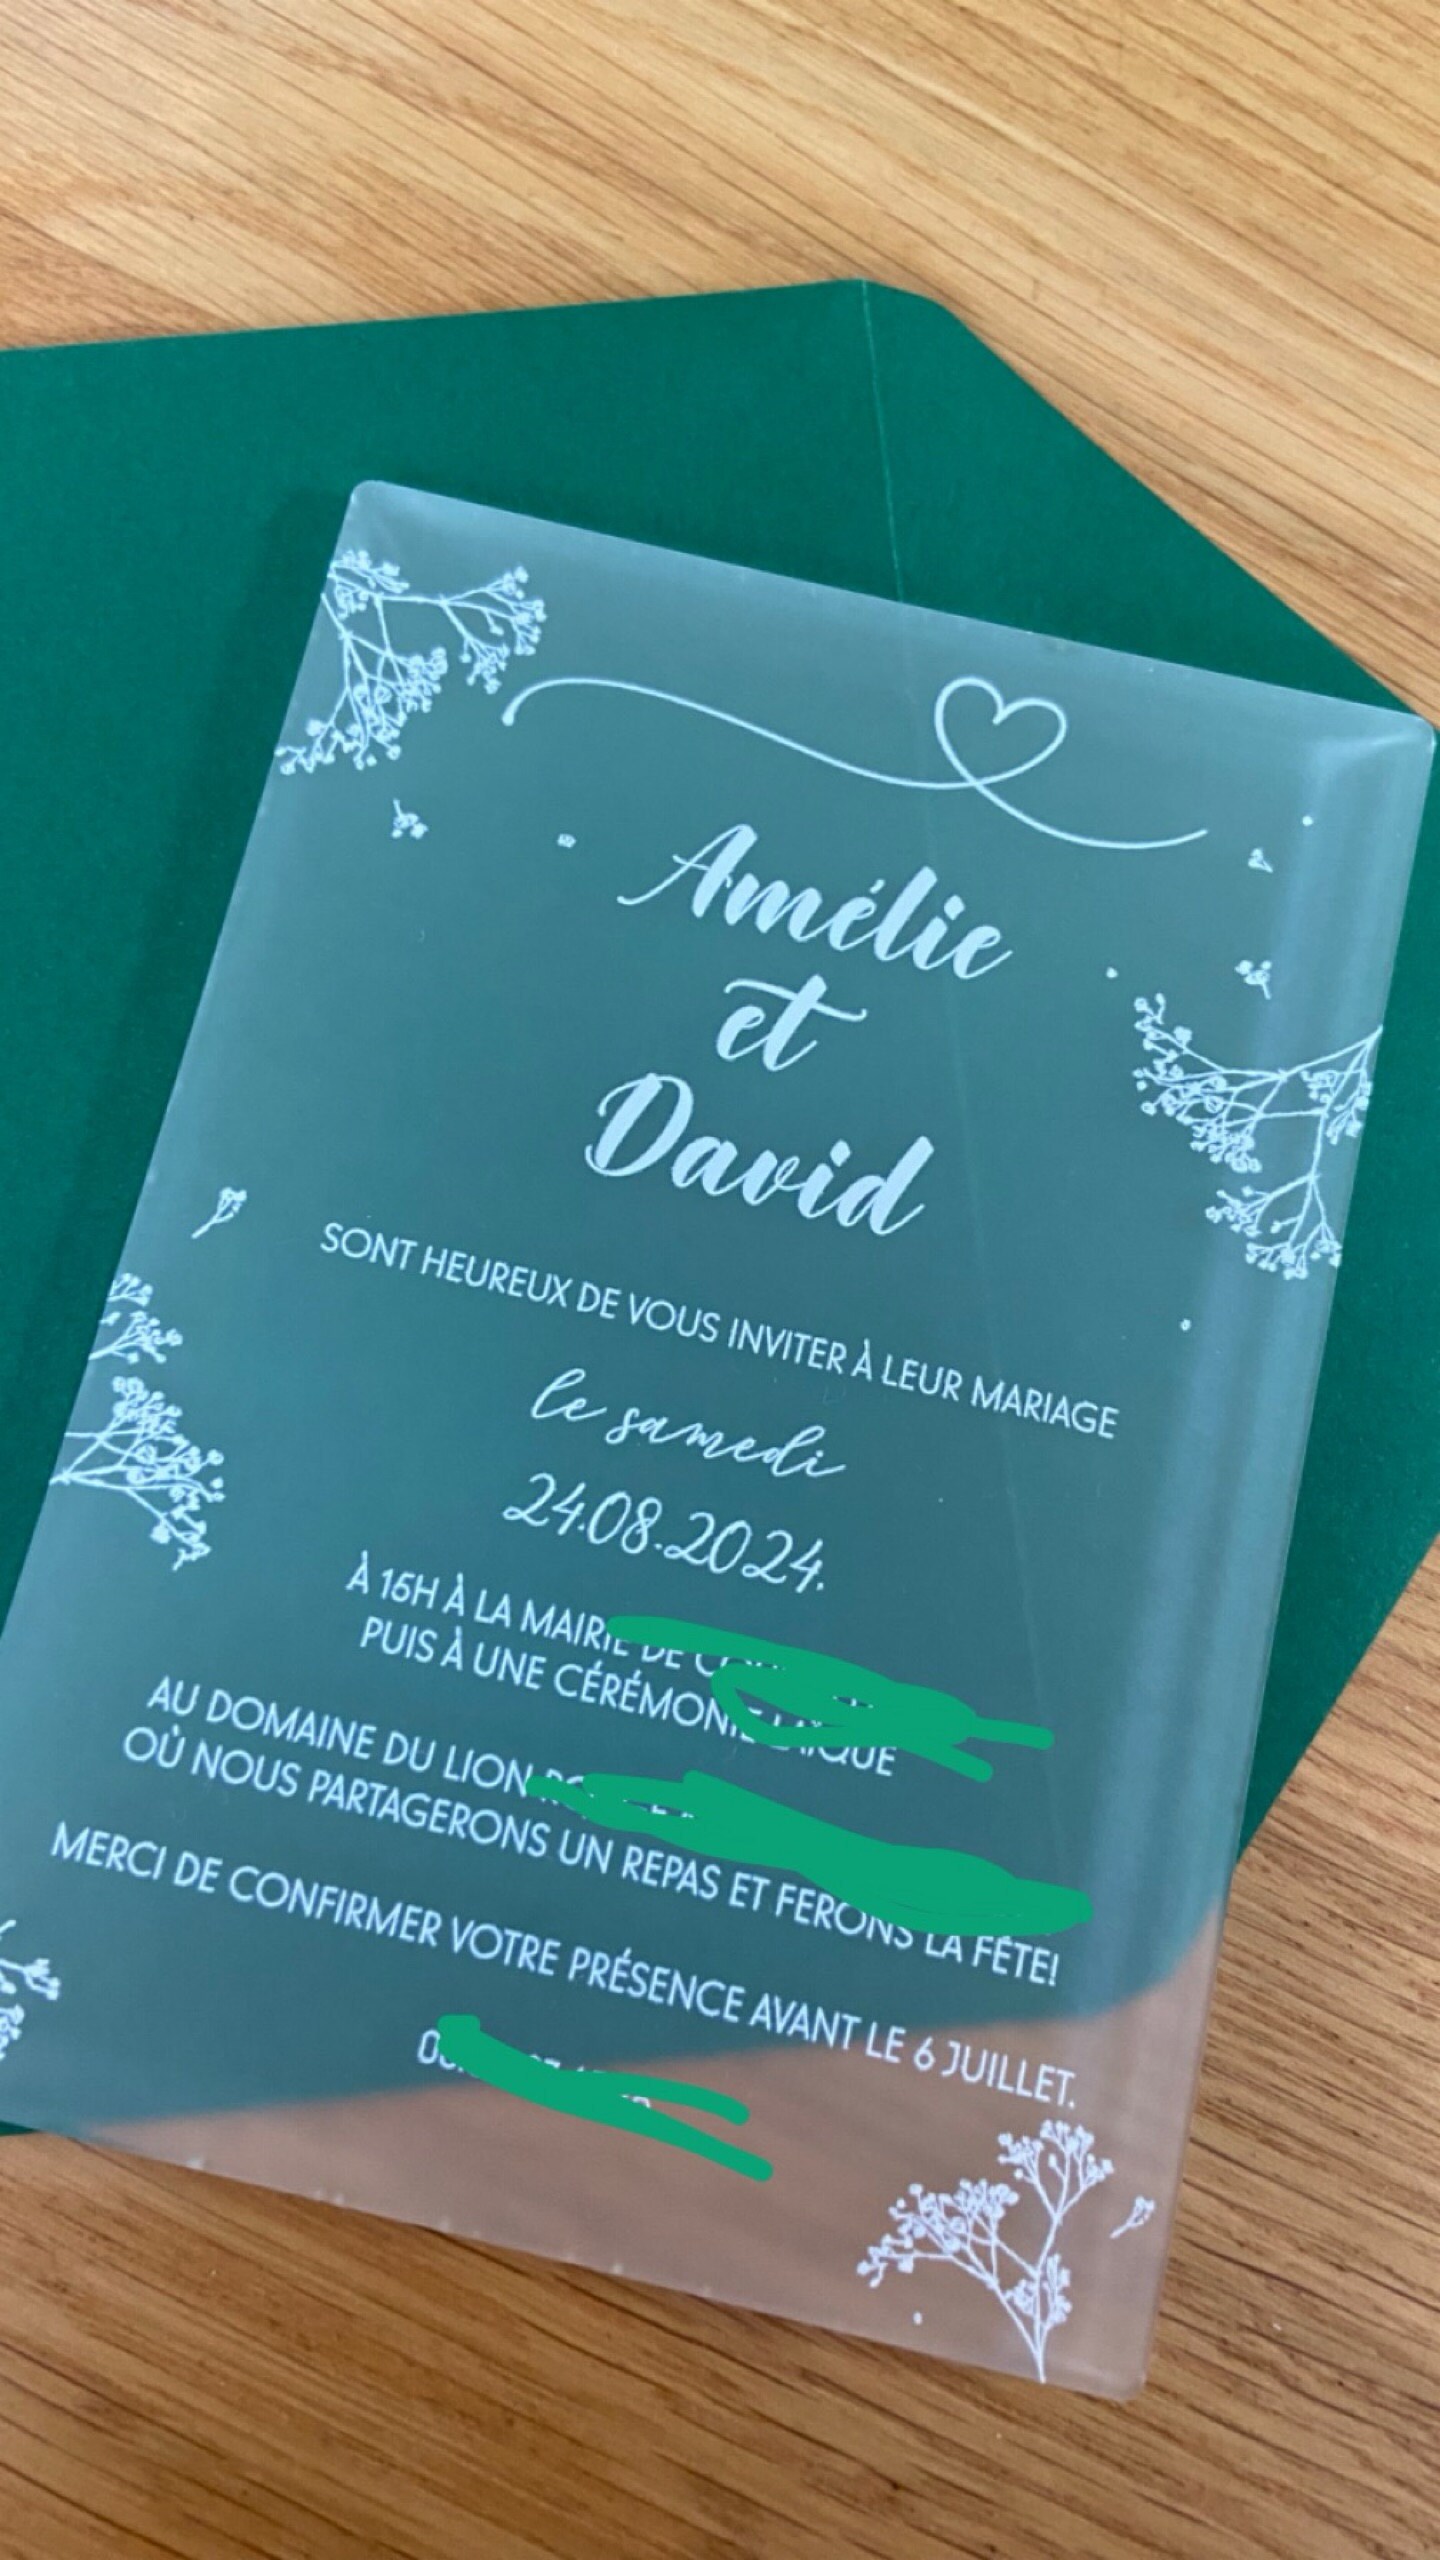 Amélie
et
David
SONT HEUREUX DE VOUS INVITER À LEUR MARIAGE
le samedi
24.08.2024.
À 16H À LA MAIRIE DE
PUIS À UNE CÉRÉMONIE LAÏQUE
AU DOMAINE DU LION
OÙ NOUS PARTAGERONS UN REPAS ET FERONS LA FÊTE!
MERCI DE CONFIRMER VOTRE PRÉSENCE AVANT LE 6 JUILLET.